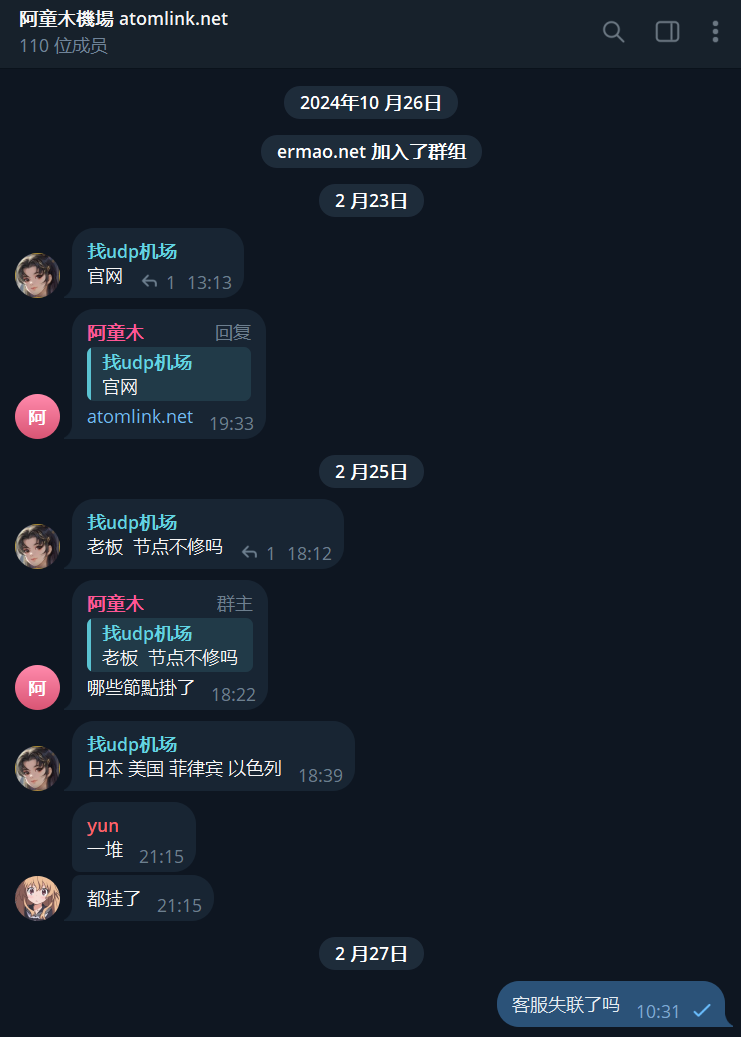 阿童木機場 atomlink.net
110 位成员
2024年10 月26日
ermao.net 加入了群组
2 月23日
找udp机场
官网 1 13:13
阿童木 回复
找udp机场
官网
阿
atomlink.net 19:33
2 月25日
找udp机场
老板 节点不修吗 1 18:12
阿童木 群主
找udp机场
老板 节点不修吗
阿
哪些節點掛了 18:22
找udp机场
日本 美国 菲律宾 以色列 18:39
yun
一堆 21:15
都挂了 21:15
2 月27日
客服失联了吗 10:31